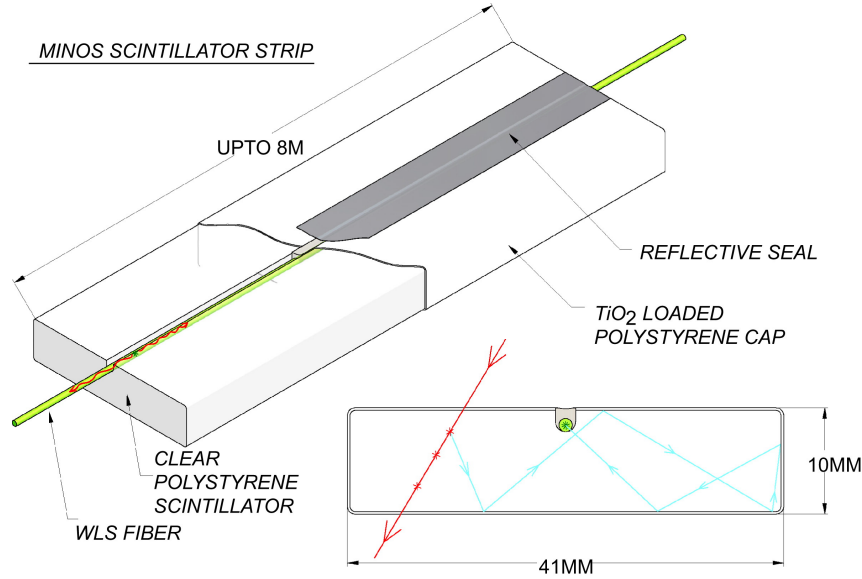 MINOS SCINTILLATOR STRIP
UPTO 8M
REFLECTIVE SEAL
TiO2 LOADED
POLYSTYRENE CAP
CLEAR
POLYSTYRENE
SCINTILLATOR
WLS FIBER
10MM
41MM